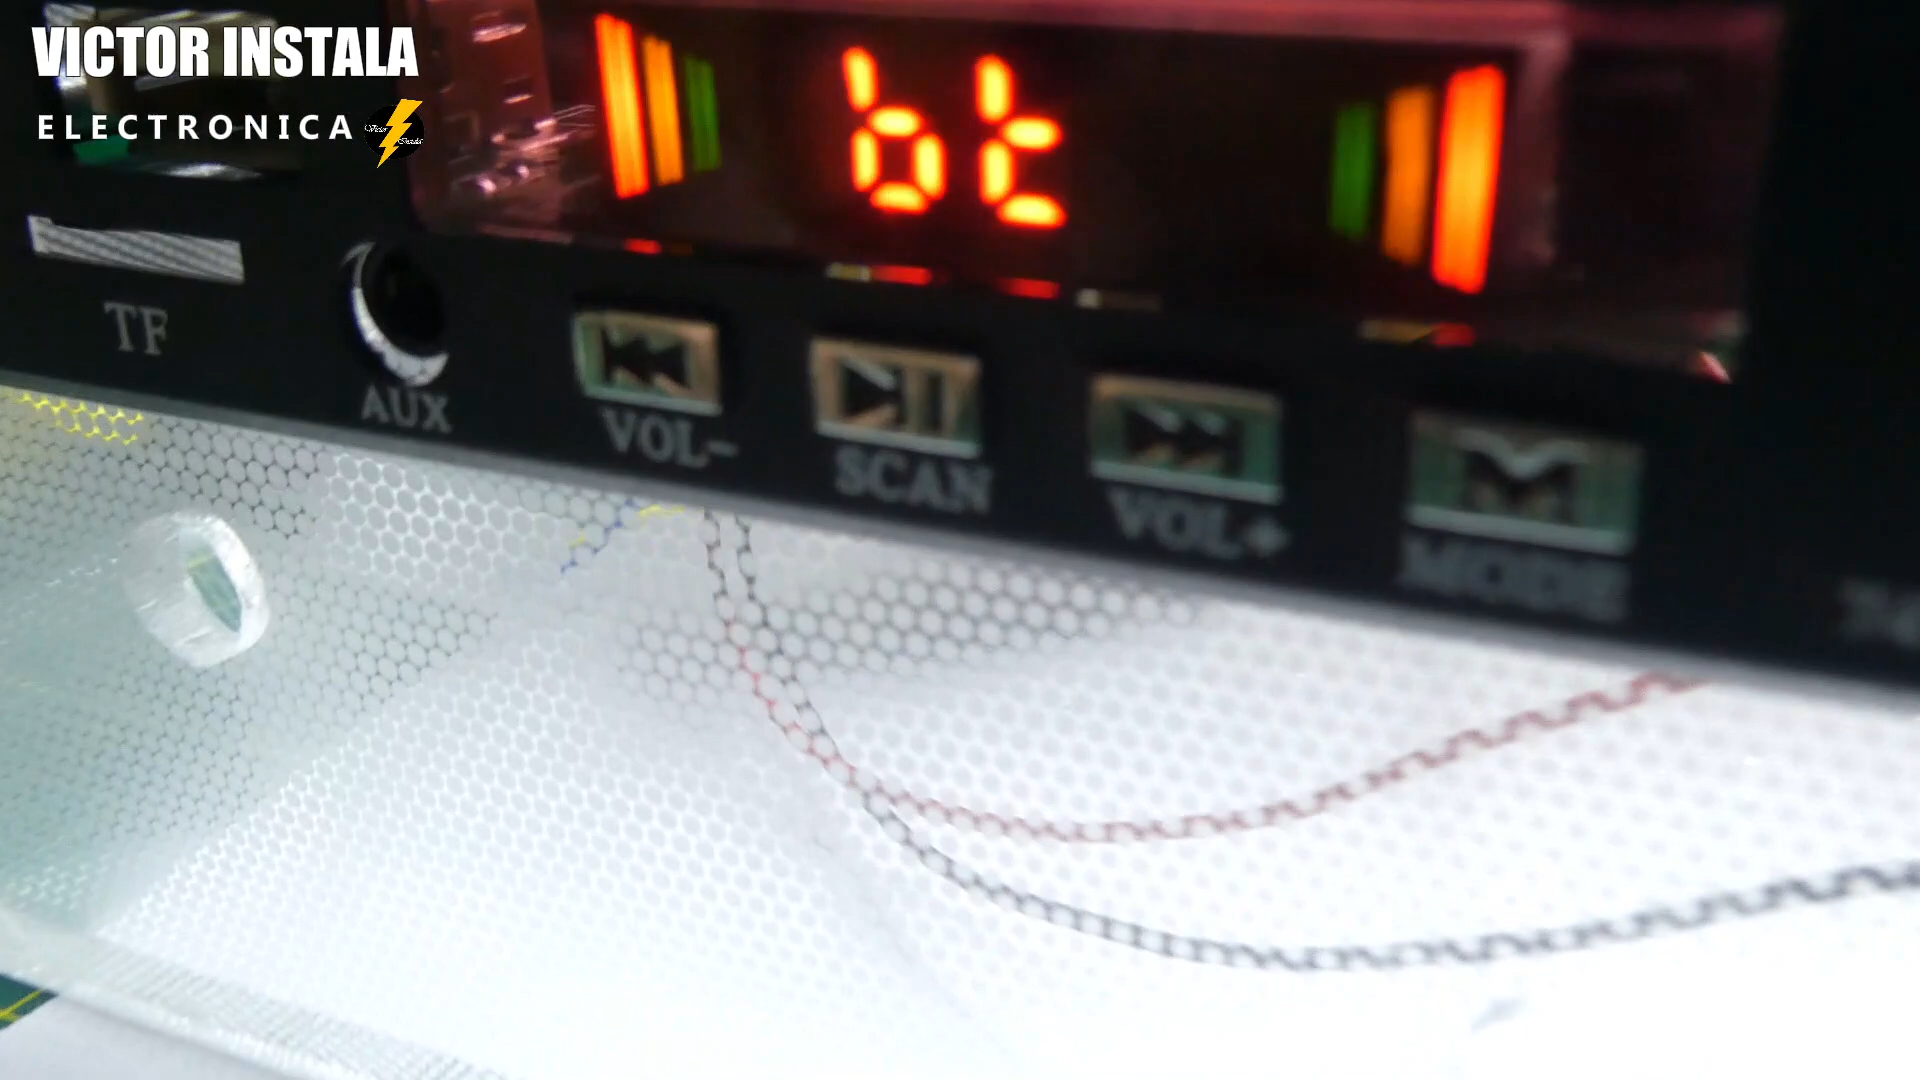 VICTOR INSTALA
ELECTRONICA
bt
TF
AUX
VOL-
SCAN
VOL+
MODE